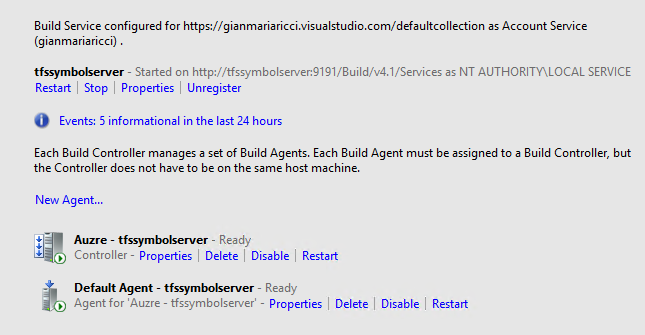 Build Service configured for https://gianmariaricci.visualstudio.com/defaultcollection as Account Service
(gianmariaricci) .
tfssymbolserver - Started on http://tfssymbolserver:9191/Build/v4.1/Services as NT AUTHORITY\LOCAL SERVICE
Restart | Stop | Properties | Unregister
Events: 5 informational in the last 24 hours
Each Build Controller manages a set of Build Agents. Each Build Agent must be assigned to a Build Controller, but
the Controller does not have to be on the same host machine.
New Agent...
Auzre - tfssymbolserver - Ready
Controller - Properties | Delete | Disable | Restart
Default Agent - tfssymbolserver - Ready
Agent for 'Auzre - tfssymbolserver' - Properties | Delete | Disable | Restart